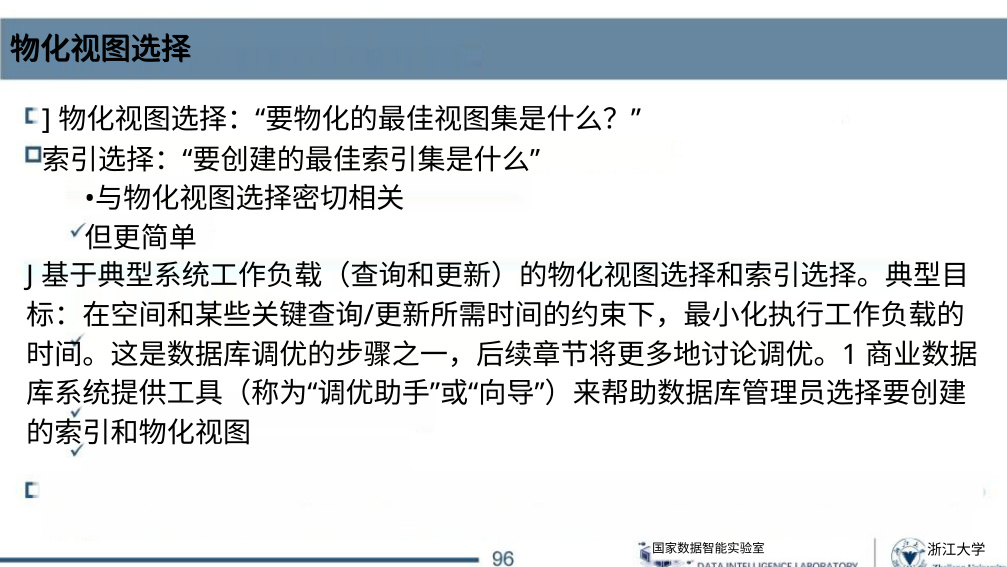 物化视图选择
] 物化视图选择：“要物化的最佳视图集是什么？”
索引选择：“要创建的最佳索引集是什么”
•与物化视图选择密切相关
但更简单
J 基于典型系统工作负载（查询和更新）的物化视图选择和索引选择。典型目
标：在空间和某些关键查询/更新所需时间的约束下，最小化执行工作负载的
时间。这是数据库调优的步骤之一，后续章节将更多地讨论调优。1 商业数据
库系统提供工具（称为“调优助手”或“向导”）来帮助数据库管理员选择要创建
的索引和物化视图
96
国家数据智能实验室
DATA INTELLIGENCE LABORATORY
浙江大学